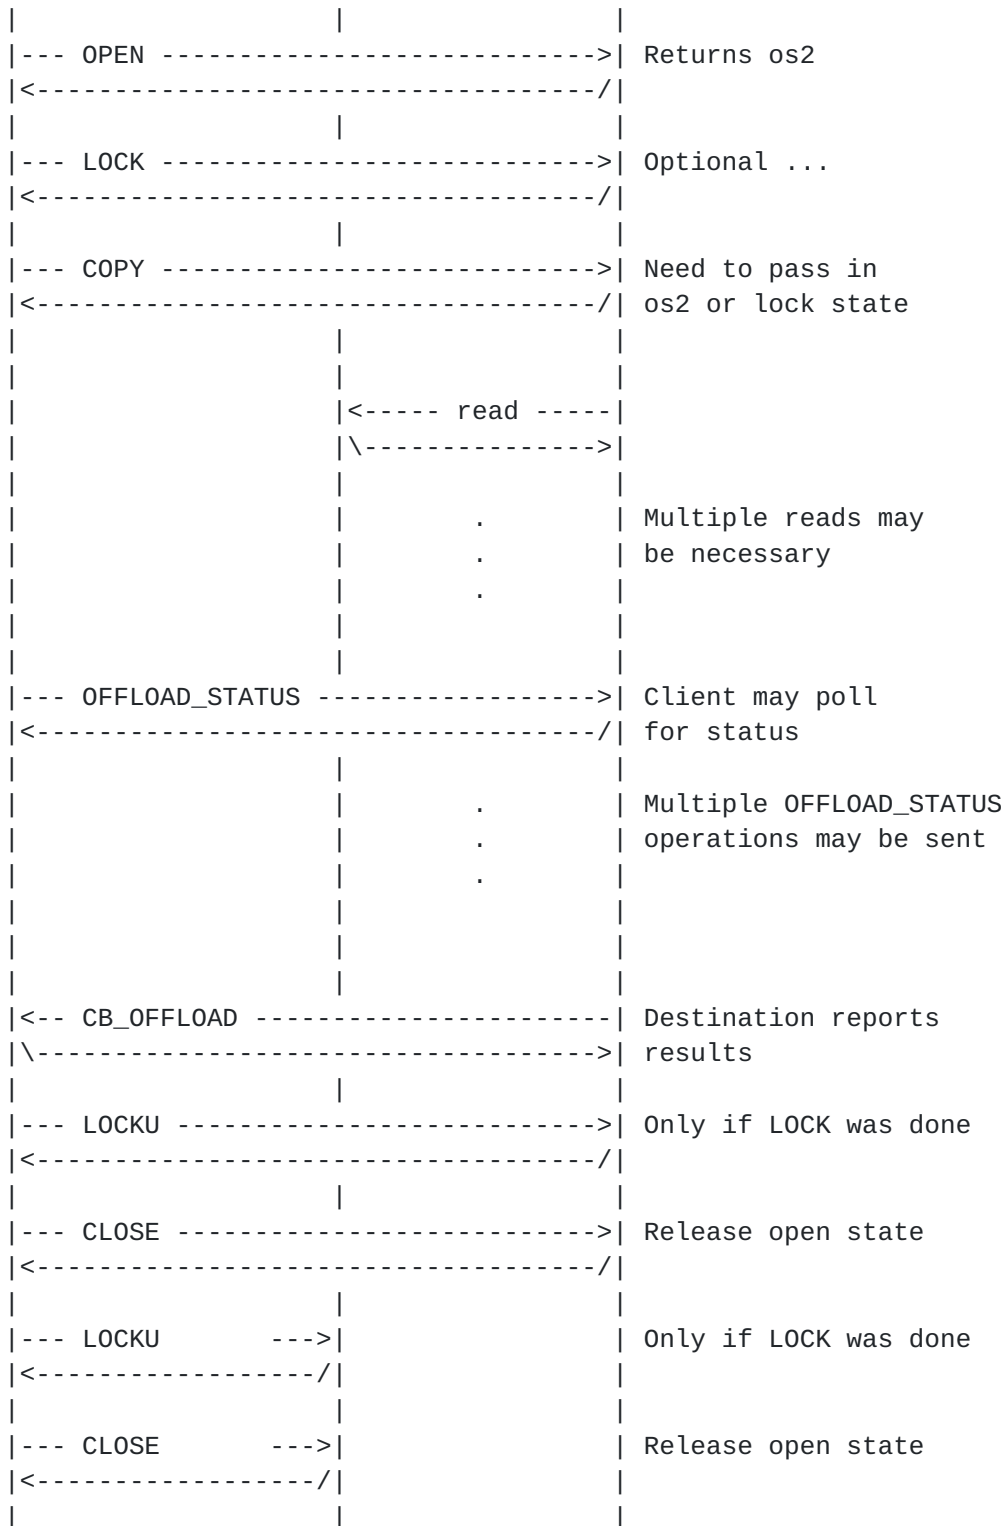 |                    |                 |
|--- OPEN ---------------------------->| Returns os2
|<------------------------------------/|
|                    |                 |
|--- LOCK ---------------------------->| Optional ...
|<------------------------------------/|
|                    |                 |
|--- COPY ---------------------------->| Need to pass in
|<------------------------------------/| os2 or lock state
|                    |                 |
|                    |                 |
|                    |<----- read -----|
|                    |\--------------->|
|                    |                 |
|                    |        .        | Multiple reads may
|                    |        .        | be necessary
|                    |        .        |
|                    |                 |
|                    |                 |
|--- OFFLOAD_STATUS ------------------>| Client may poll
|<------------------------------------/| for status
|                    |                 |
|                    |        .        | Multiple OFFLOAD_STATUS
|                    |        .        | operations may be sent
|                    |        .        |
|                    |                 |
|                    |                 |
|                    |                 |
|<-- CB_OFFLOAD -----------------------| Destination reports
|\------------------------------------>| results
|                    |                 |
|--- LOCKU --------------------------->| Only if LOCK was done
|<------------------------------------/|
|                    |                 |
|--- CLOSE --------------------------->| Release open state
|<------------------------------------/|
|                    |                 |
|--- LOCKU       --->|                 | Only if LOCK was done
|<------------------/|                 |
|                    |                 |
|--- CLOSE       --->|                 | Release open state
|<------------------/|                 |
|                    |                 |